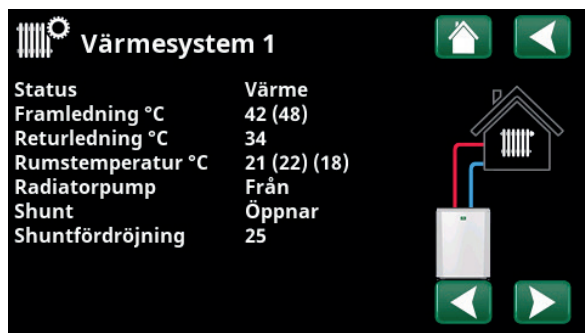 Värmesystem 1
Status Värme
Framledning °C 42 (48)
Returledning °C 34
Rumstemperatur °C 21 (22) (18)
Radiatorpump Från
Shunt Öppnar
Shuntfördröjning 25